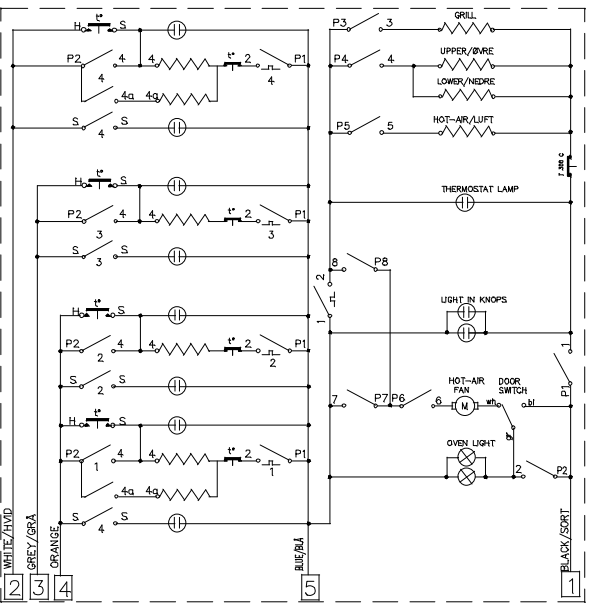 H t° S
P2 4 4 t° 2 P1
4 4
4a 4a
S S
4
H t° S
P2 4 4 t° 2 P1
3 3
S S
3
H t° S
P2 4 4 2 P1
2 2
S S
2
H t° S
P2 4 4 t° 2 P1
1 1
4a 4a
S S
4
WHITE/HVID
GREY/GRÅ
ORANGE
BLUE/BLÅ
2 3 4 5
P3 3 GRILL
P4 4 UPPER/ØVRE
LOWER/NEDRE
P5 5 HOT-AIR/LUFT
THERMOSTAT LAMP
8 P8
2
1
LIGHT IN KNOPS
1
P1
7 P7 P6 6 HOT-AIR FAN
M
DOOR SWITCH
wh bl
OVEN LIGHT
2 P2
BLACK/SORT
1